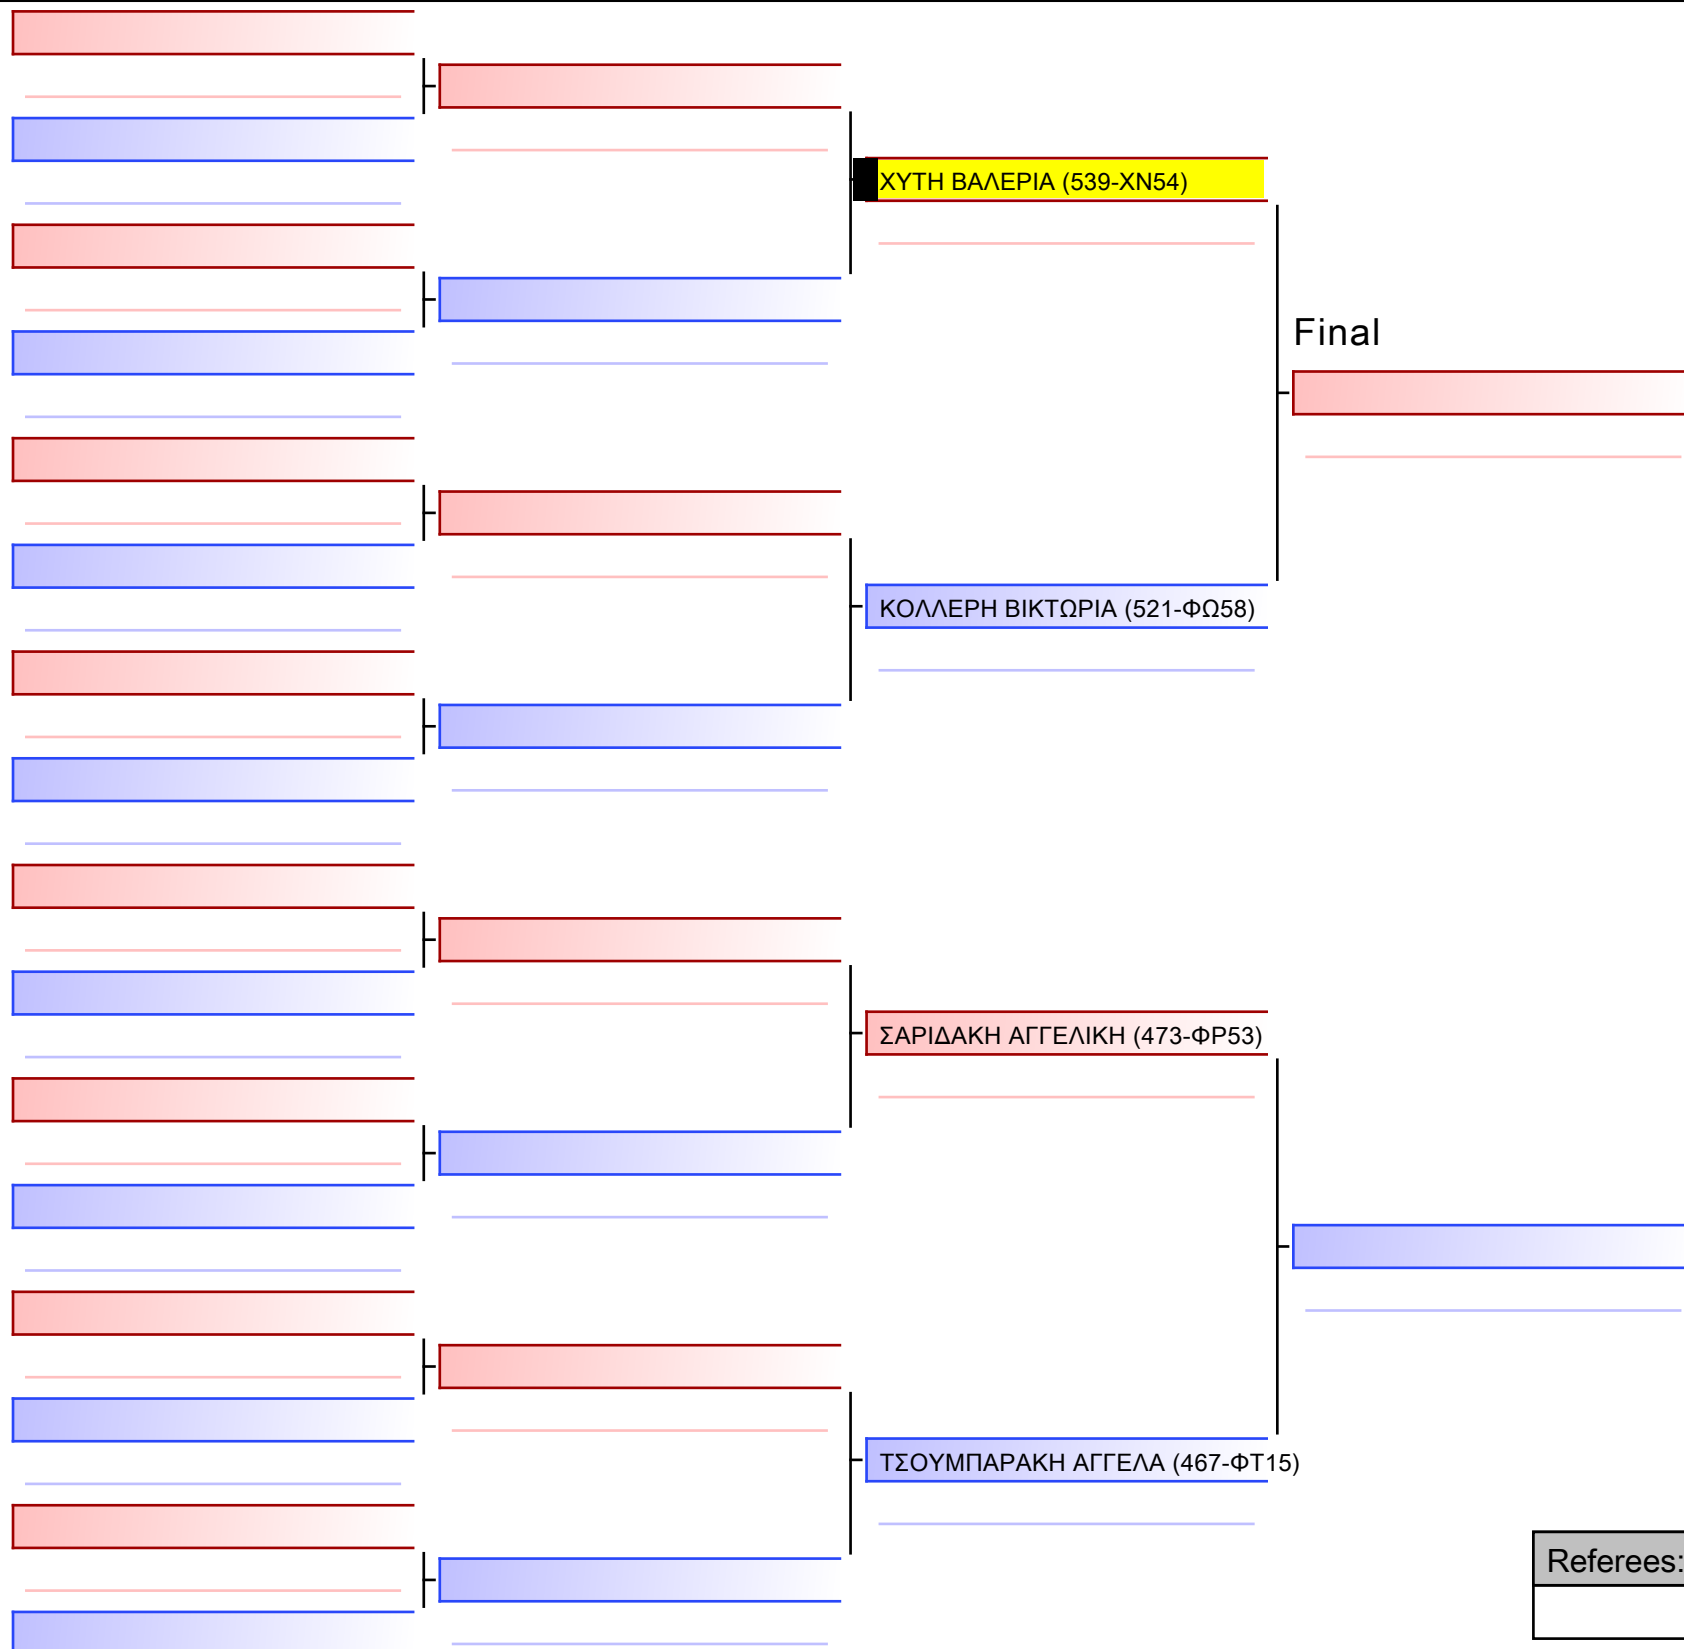 ΧΥΤΗ ΒΑΛΕΡΙΑ (539-ΧΝ54)
Final
ΚΟΛΛΕΡΗ ΒΙΚΤΩΡΙΑ (521-ΦΩ58)
ΣΑΡΙΔΑΚΗ ΑΓΓΕΛΙΚΗ (473-ΦΡ53)
ΤΣΟΥΜΠΑΡΑΚΗ ΑΓΓΕΛΑ (467-ΦΤ15)
Referees: